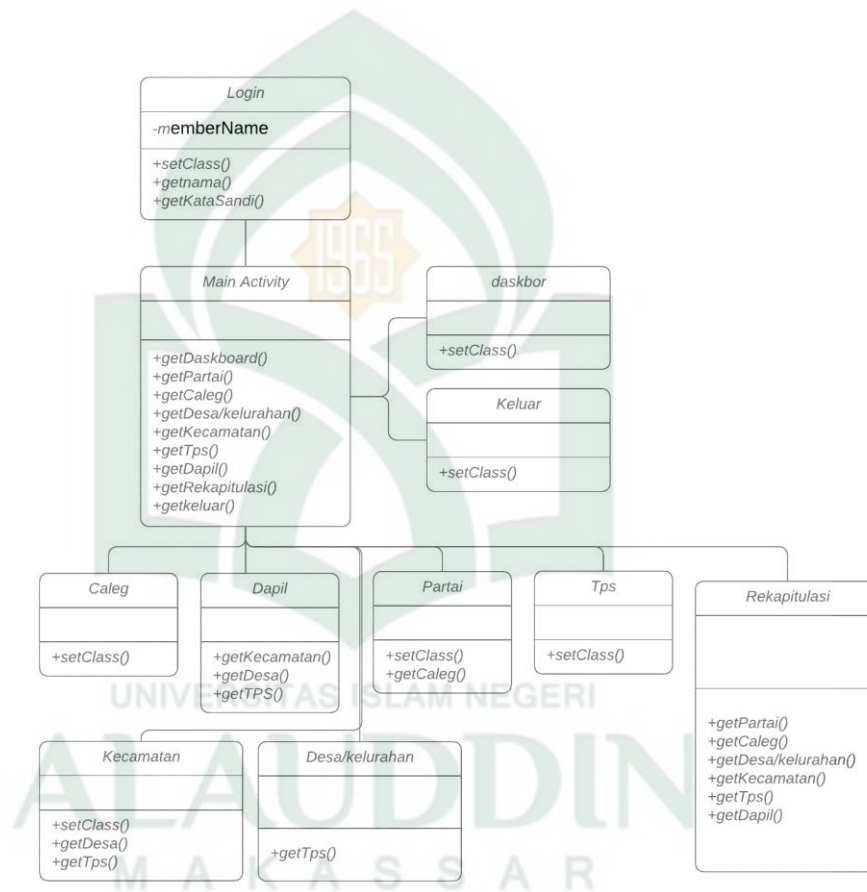 Login
-memberName
+setClass()
+getnama()
+getKataSandi()
1965
Main Activity
+getDaskboard()
+getPartai()
+getCaleg()
+getDesa/kelurahan()
+getKecamatan()
+getTps()
+getDapil()
+getRekapitulasi()
+getkeluar()
daskbor
+setClass()
Keluar
+setClass()
Caleg
+setClass()
Dapil
+getKecamatan()
+getDesa()
+getTPS()
Partai
+setClass()
+getCaleg()
Tps
+setClass()
Rekapitulasi
+getPartai()
+getCaleg()
+getDesa/kelurahan()
+getKecamatan()
+getTps()
+getDapil()
UNIVERSITAS ISLAM NEGERI
Kecamatan
+setClass()
+getDesa()
+getTps()
Desa/kelurahan
+getTps()
ALAUDDIN
MAKASSAR